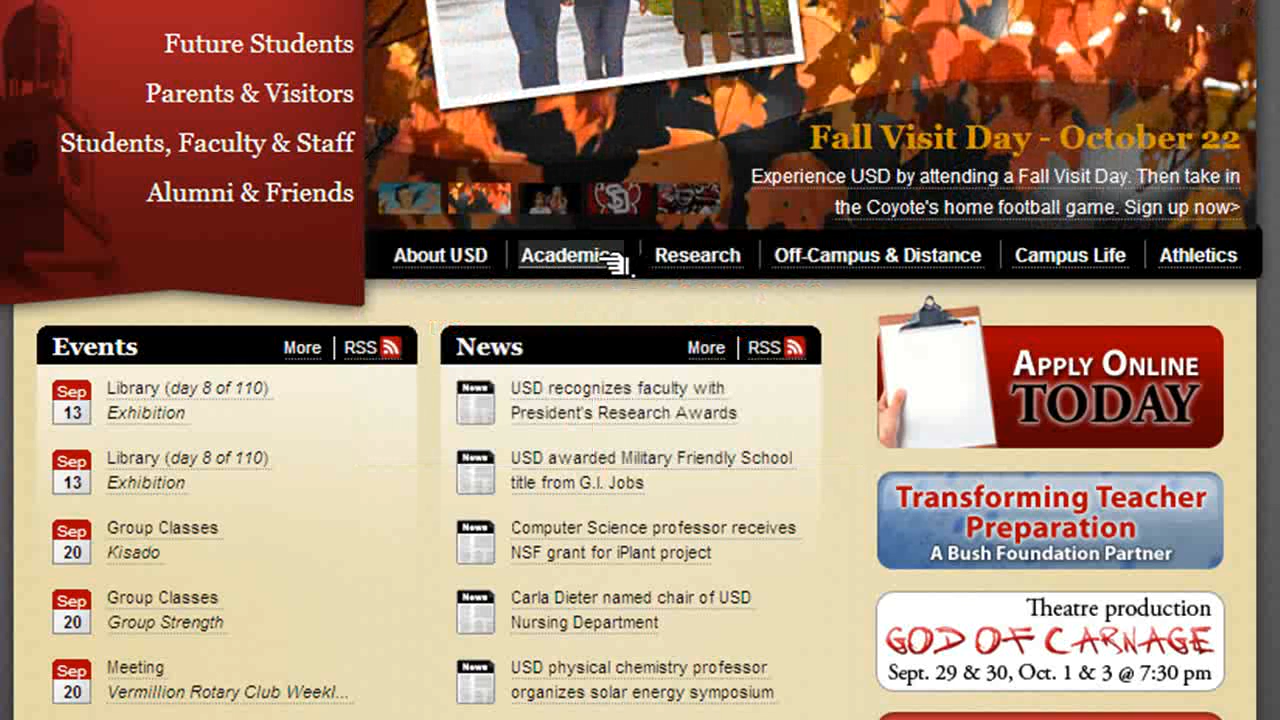 Future Students
Parents & Visitors
Students, Faculty & Staff
Alumni & Friends
Fall Visit Day - October 22
Experience USD by attending a Fall Visit Day. Then take in
the Coyote's home football game. Sign up now>
About USD
Academics
Research
Off-Campus & Distance
Campus Life
Athletics
Events More RSS
Sep 13 Library (day 8 of 110)
Exhibition
Sep 13 Library (day 8 of 110)
Exhibition
Sep 20 Group Classes
Kisado
Sep 20 Group Classes
Group Strength
Sep 20 Meeting
Vermillion Rotary Club Weekl...
News More RSS
News USD recognizes faculty with
President's Research Awards
News USD awarded Military Friendly School
title from G.I. Jobs
News Computer Science professor receives
NSF grant for iPlant project
News Carla Dieter named chair of USD
Nursing Department
News USD physical chemistry professor
organizes solar energy symposium
APPLY ONLINE
TODAY
Transforming Teacher
Preparation
A Bush Foundation Partner
Theatre production
GOD OF CARNAGE
Sept. 29 & 30, Oct. 1 & 3 @ 7:30 pm